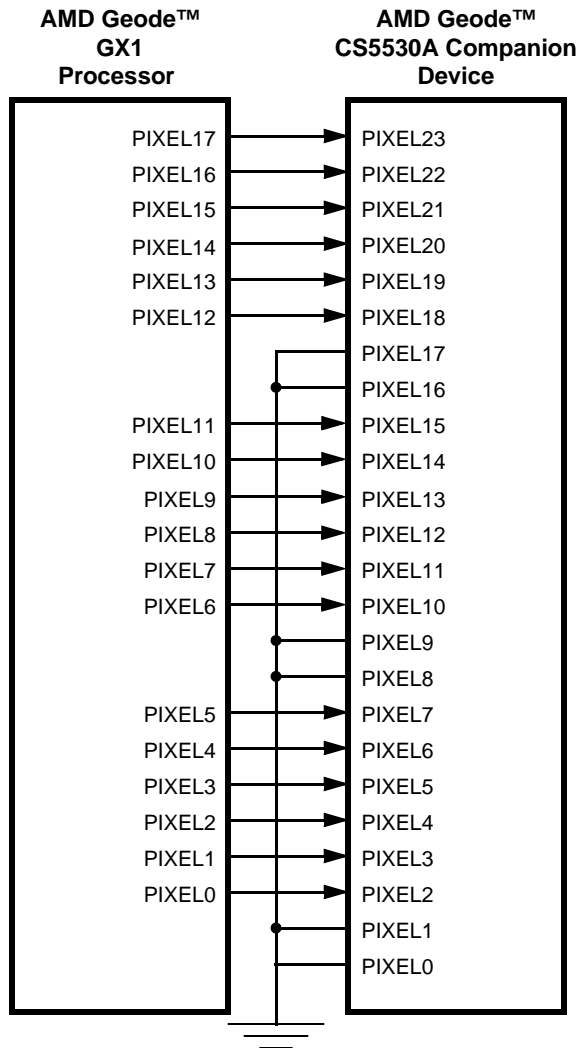 AMD Geode™
GX1
Processor
AMD Geode™
CS5530A Companion
Device
PIXEL17 PIXEL23
PIXEL16 PIXEL22
PIXEL15 PIXEL21
PIXEL14 PIXEL20
PIXEL13 PIXEL19
PIXEL12 PIXEL18
PIXEL17
PIXEL16
PIXEL11 PIXEL15
PIXEL10 PIXEL14
PIXEL9 PIXEL13
PIXEL8 PIXEL12
PIXEL7 PIXEL11
PIXEL6 PIXEL10
PIXEL9
PIXEL8
PIXEL5 PIXEL7
PIXEL4 PIXEL6
PIXEL3 PIXEL5
PIXEL2 PIXEL4
PIXEL1 PIXEL3
PIXEL0 PIXEL2
PIXEL1
PIXEL0